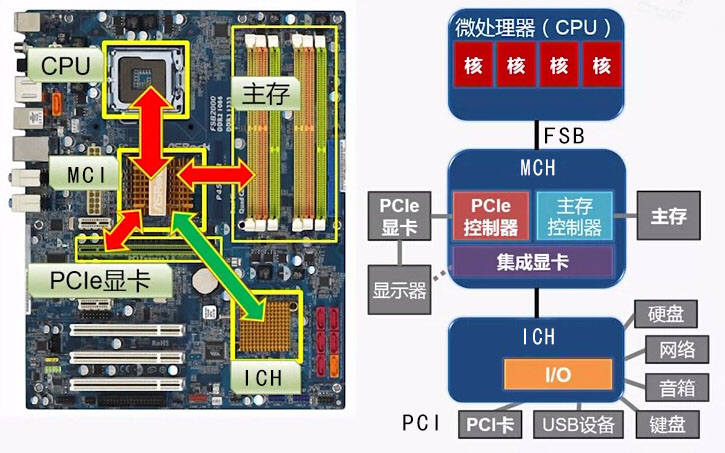 CPU
主存
FSB2000
DDR21066
DDR31333
MCI
PCIe显卡
ICH
微处理器（CPU）
核 核 核 核
FSB
MCH
PCIe
显卡
PCIe
控制器
主存
控制器
主存
集成显卡
显示器
ICH
I/O
硬盘
网络
音箱
键盘
USB设备
PCI卡
PCI